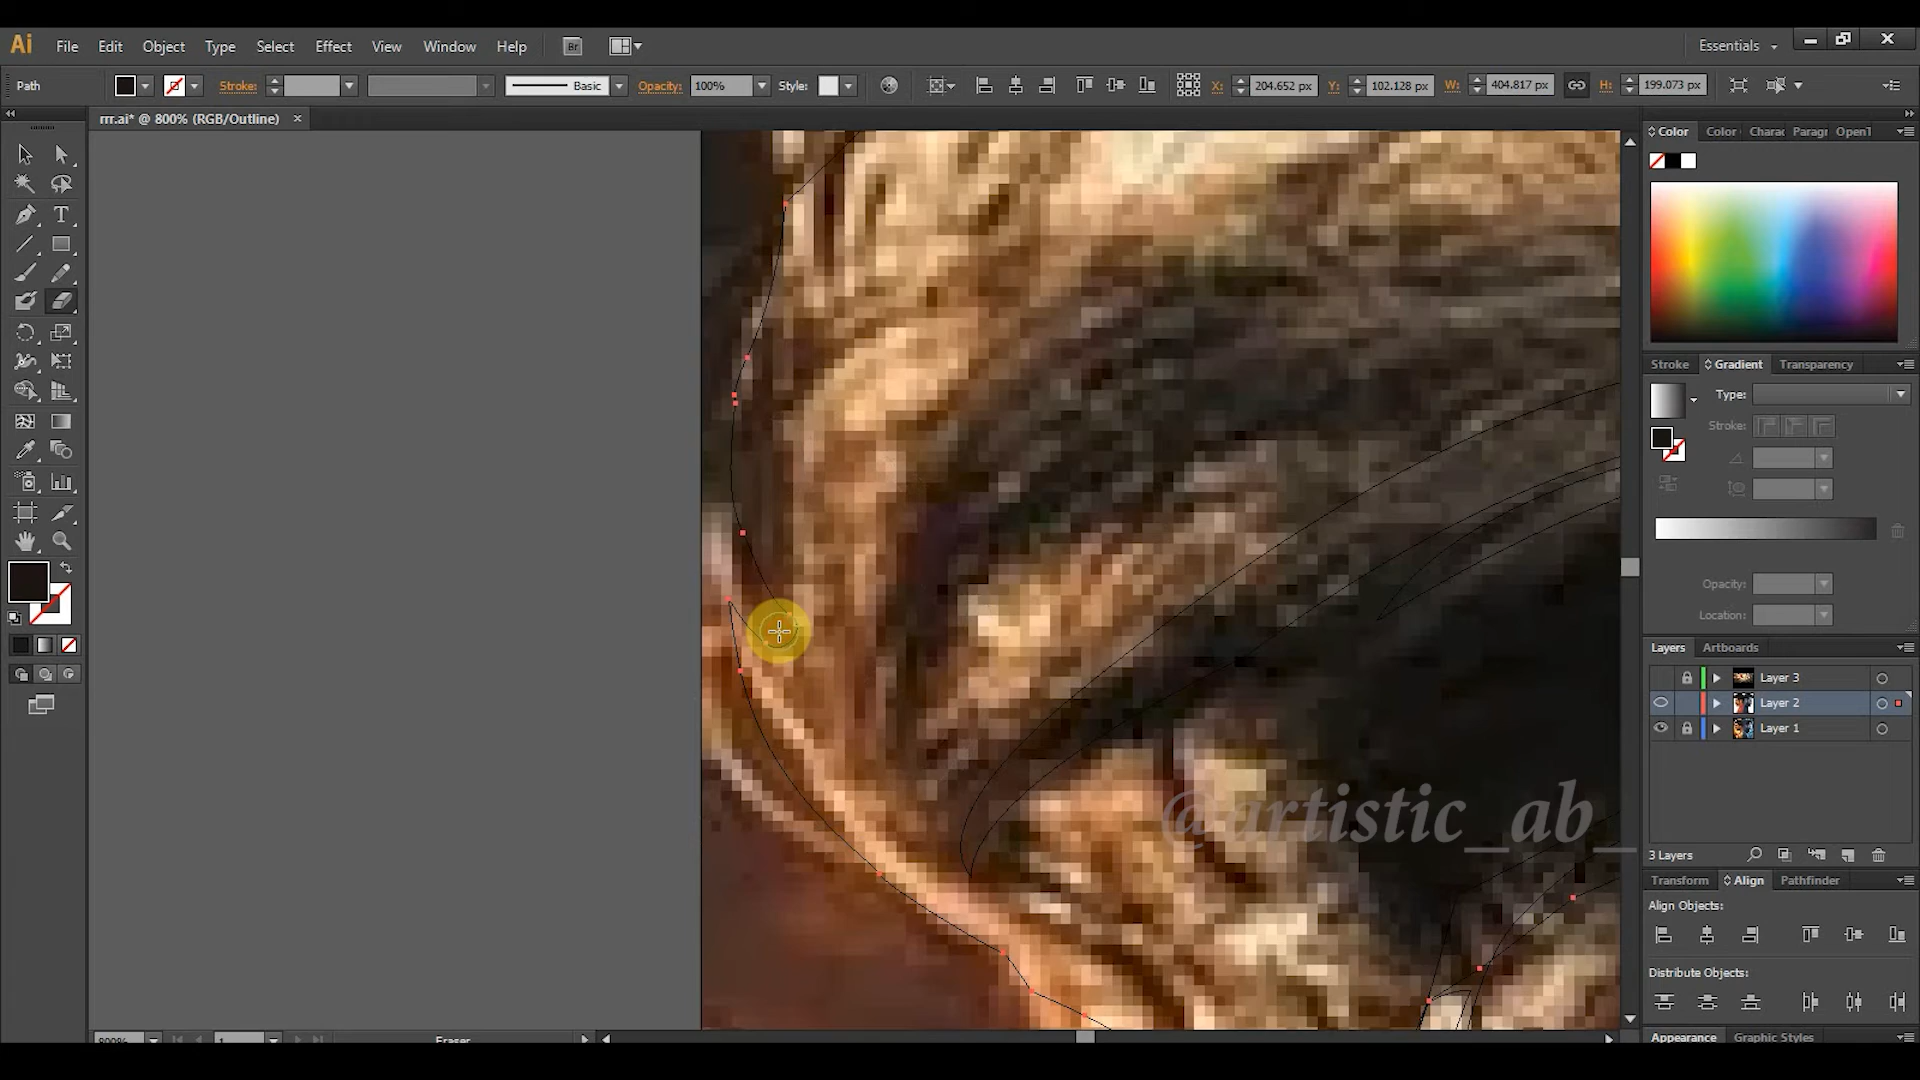 Ai File Edit Object Type Select Effect View Window Help Br Essentials
Path Stroke: Basic Opacity: 100% Style: X: 204.652 px Y: 102.128 px W: 404.817 px H: 199.073 px
rrr.ai* @ 800% (RGB/Outline)
Color Color Charac Paragr OpenT
Stroke Gradient Transparency
Type:
Stroke:
Opacity:
Location:
Layers Artboards
Layer 3
Layer 2
Layer 1
@artistic_ab_
3 Layers
Transform Align Pathfinder
Align Objects:
Distribute Objects:
800% 1 Eraser
Appearance Graphic Styles